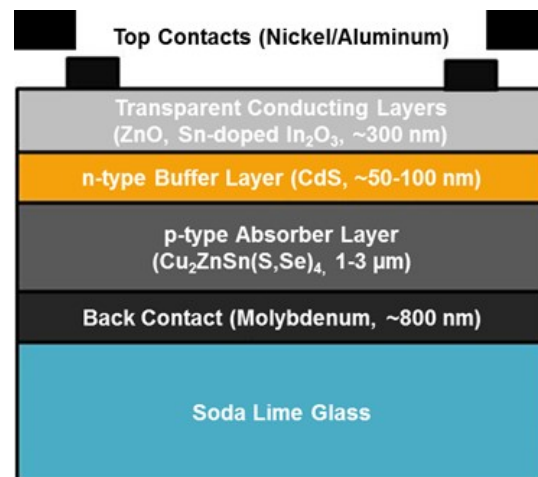 Top Contacts (Nickel/Aluminum)
Transparent Conducting Layers
(ZnO, Sn-doped In₂O₃, ~300 nm)
n-type Buffer Layer (CdS, ~50-100 nm)
p-type Absorber Layer
(Cu₂ZnSn(S,Se)₄, 1-3 µm)
Back Contact (Molybdenum, ~800 nm)
Soda Lime Glass